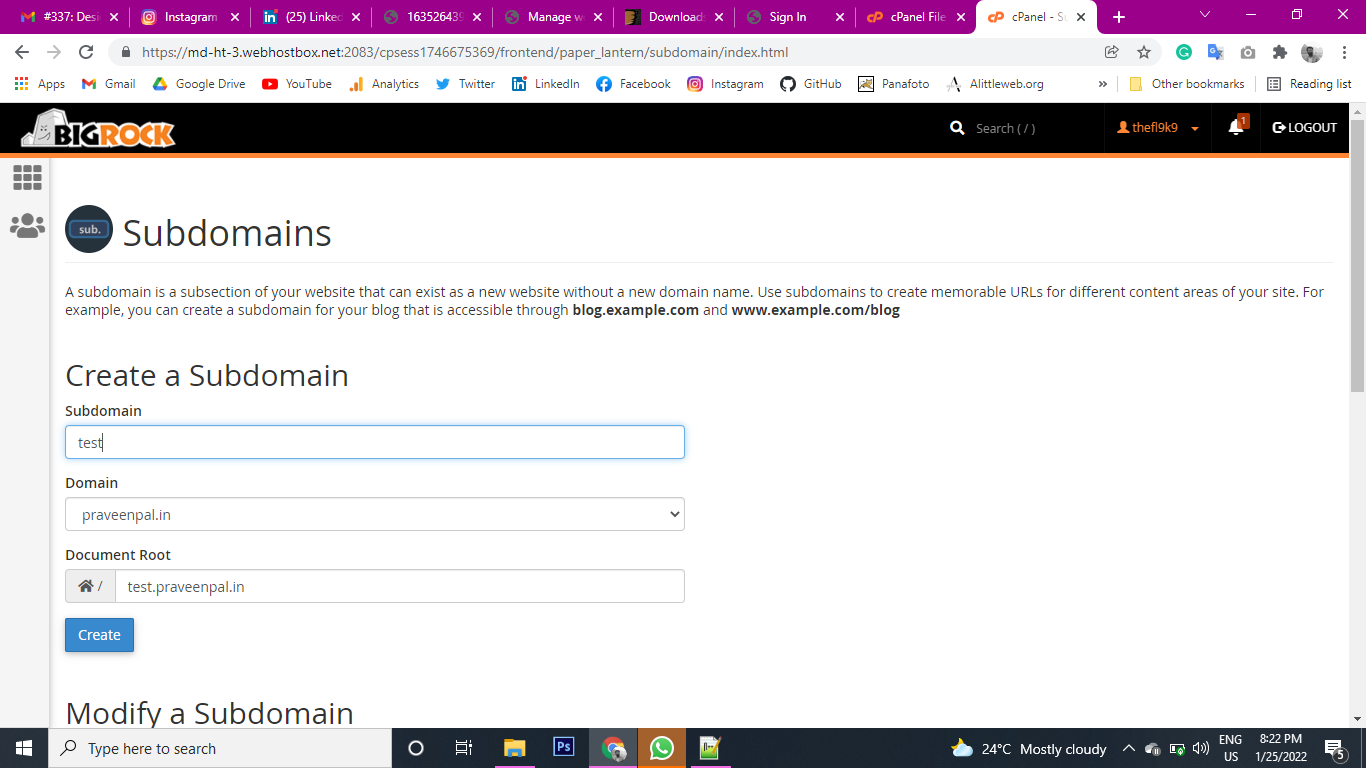 #337: Desi
Instagram
(25) Linked
163526439
Manage w
Downloads
Sign In
cPanel File
cPanel - Su
https://md-ht-3.webhostbox.net:2083/cpsess1746675369/frontend/paper_lantern/subdomain/index.html
Apps Gmail Google Drive YouTube Analytics Twitter LinkedIn Facebook Instagram GitHub Panafoto Alittleweb.org » Other bookmarks Reading list
BIGROCK
Search ( / )
thefl9k9
1
LOGOUT
sub.
Subdomains
A subdomain is a subsection of your website that can exist as a new website without a new domain name. Use subdomains to create memorable URLs for different content areas of your site. For
example, you can create a subdomain for your blog that is accessible through blog.example.com and www.example.com/blog
Create a Subdomain
Subdomain
test
Domain
praveenpal.in
Document Root
/ test.praveenpal.in
Create
Modify a Subdomain
Type here to search
Ps
24°C Mostly cloudy
ENG
US
8:22 PM
1/25/2022
5